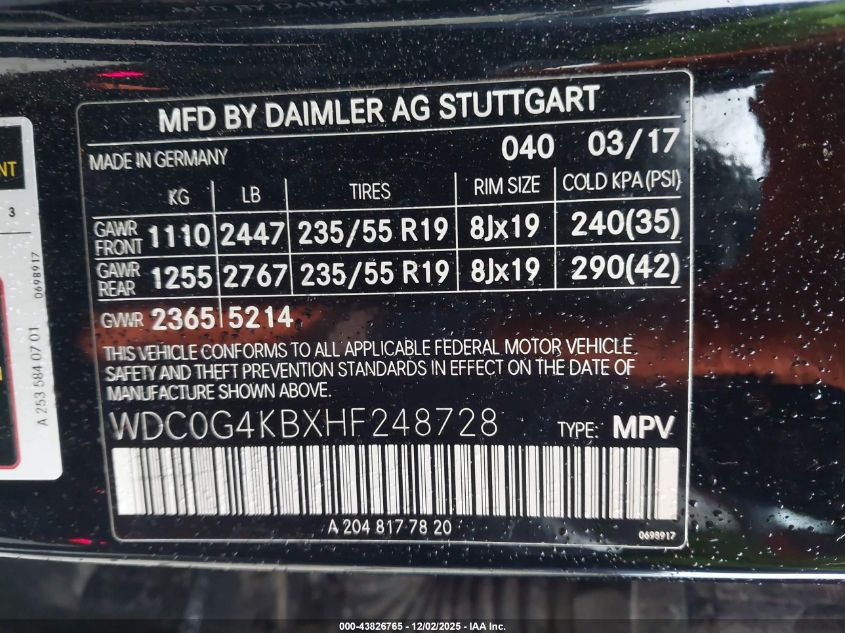 MFD BY DAIMLER AG STUTTGART
MADE IN GERMANY 040 03/17
KG LB TIRES RIM SIZE COLD KPA(PSI)
GAWR FRONT 1110 2447 235/55 R19 8Jx19 240(35)
GAWR REAR 1255 2767 235/55 R19 8Jx19 290(42)
GVWR 2365 5214
THIS VEHICLE CONFORMS TO ALL APPLICABLE FEDERAL MOTOR VEHICLE
SAFETY AND THEFT PREVENTION STANDARDS IN EFFECT ON THE DATE OF
MANUFACTURE SHOWN ABOVE.
WDC0G4KBXHF248728 TYPE: MPV
A 204 817 78 20
0698917
NT
3
0698917
A 253 584 07 01
000-43826765 - 12/02/2025 - IAA Inc.